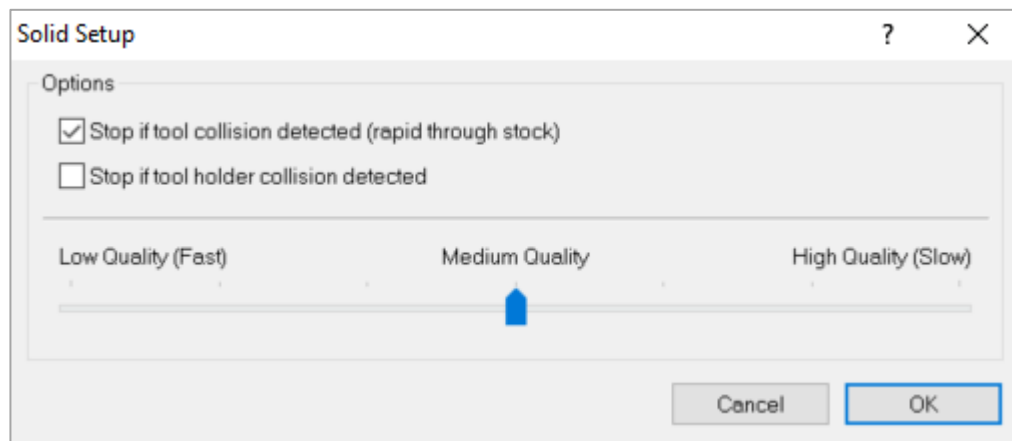 Solid Setup ?
Options
Stop if tool collision detected (rapid through stock)
Stop if tool holder collision detected
Low Quality (Fast) Medium Quality High Quality (Slow)
Cancel OK